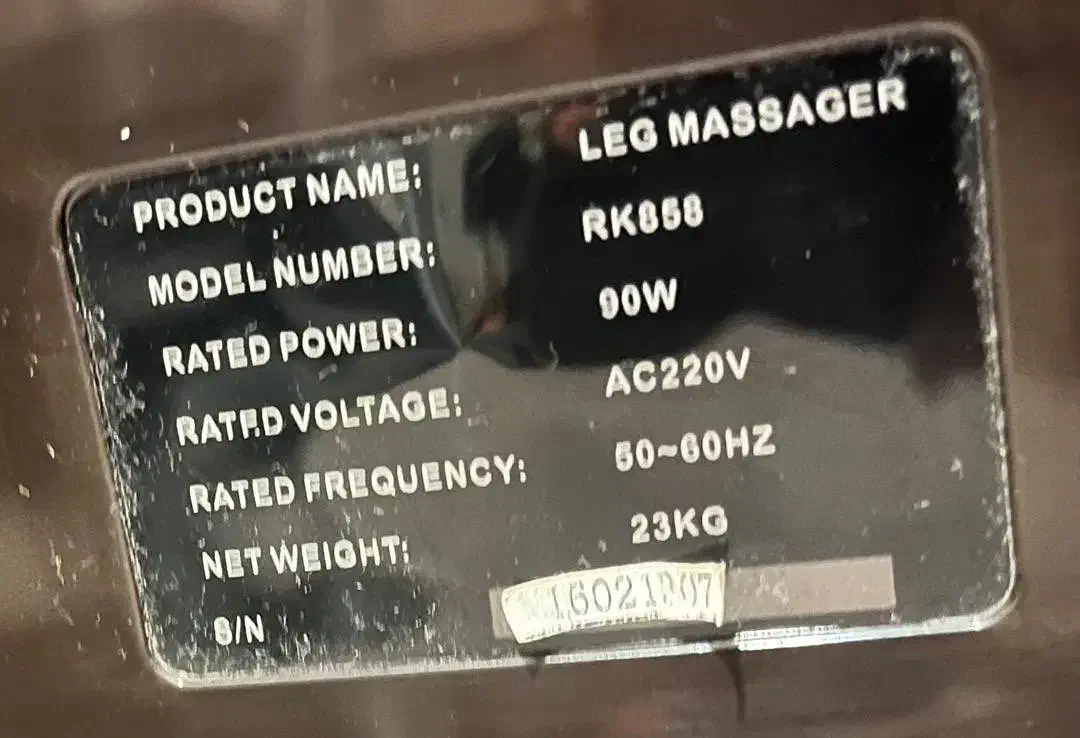 PRODUCT NAME: LEG MASSAGER
MODEL NUMBER: RK858
RATED POWER: 90W
RATED VOLTAGE: AC220V
RATED FREQUENCY: 50~60HZ
NET WEIGHT: 23KG
S/N